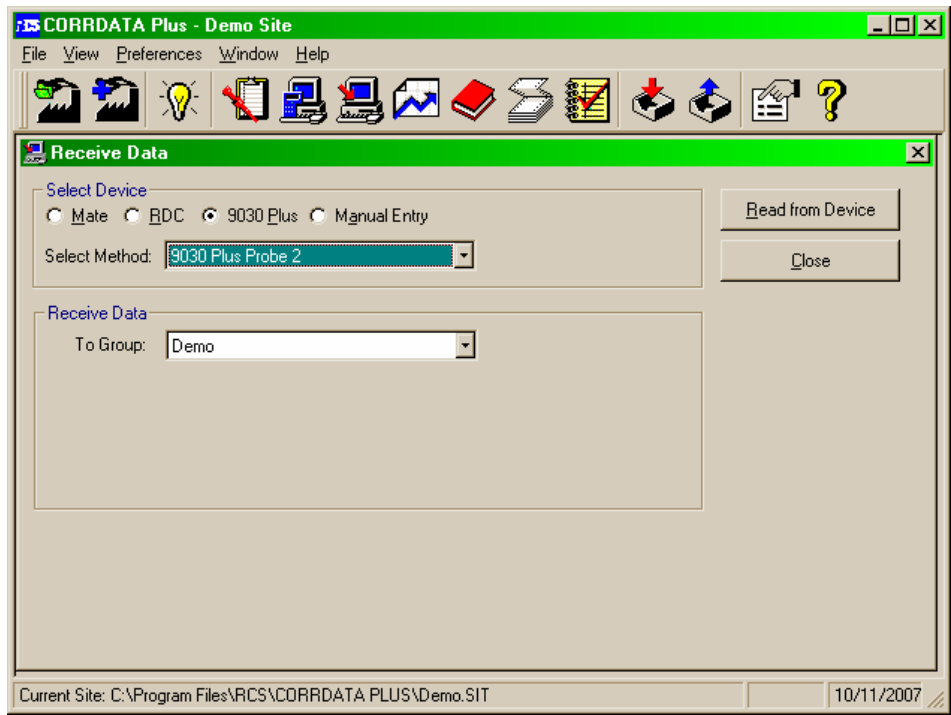 rcs CORRDATA Plus - Demo Site
File View Preferences Window Help
Receive Data
Select Device
Mate RDC 9030 Plus Manual Entry
Read from Device
Select Method: 9030 Plus Probe 2
Close
Receive Data
To Group: Demo
Current Site: C:\Program Files\RCS\CORRDATA PLUS\Demo.SIT 10/11/2007